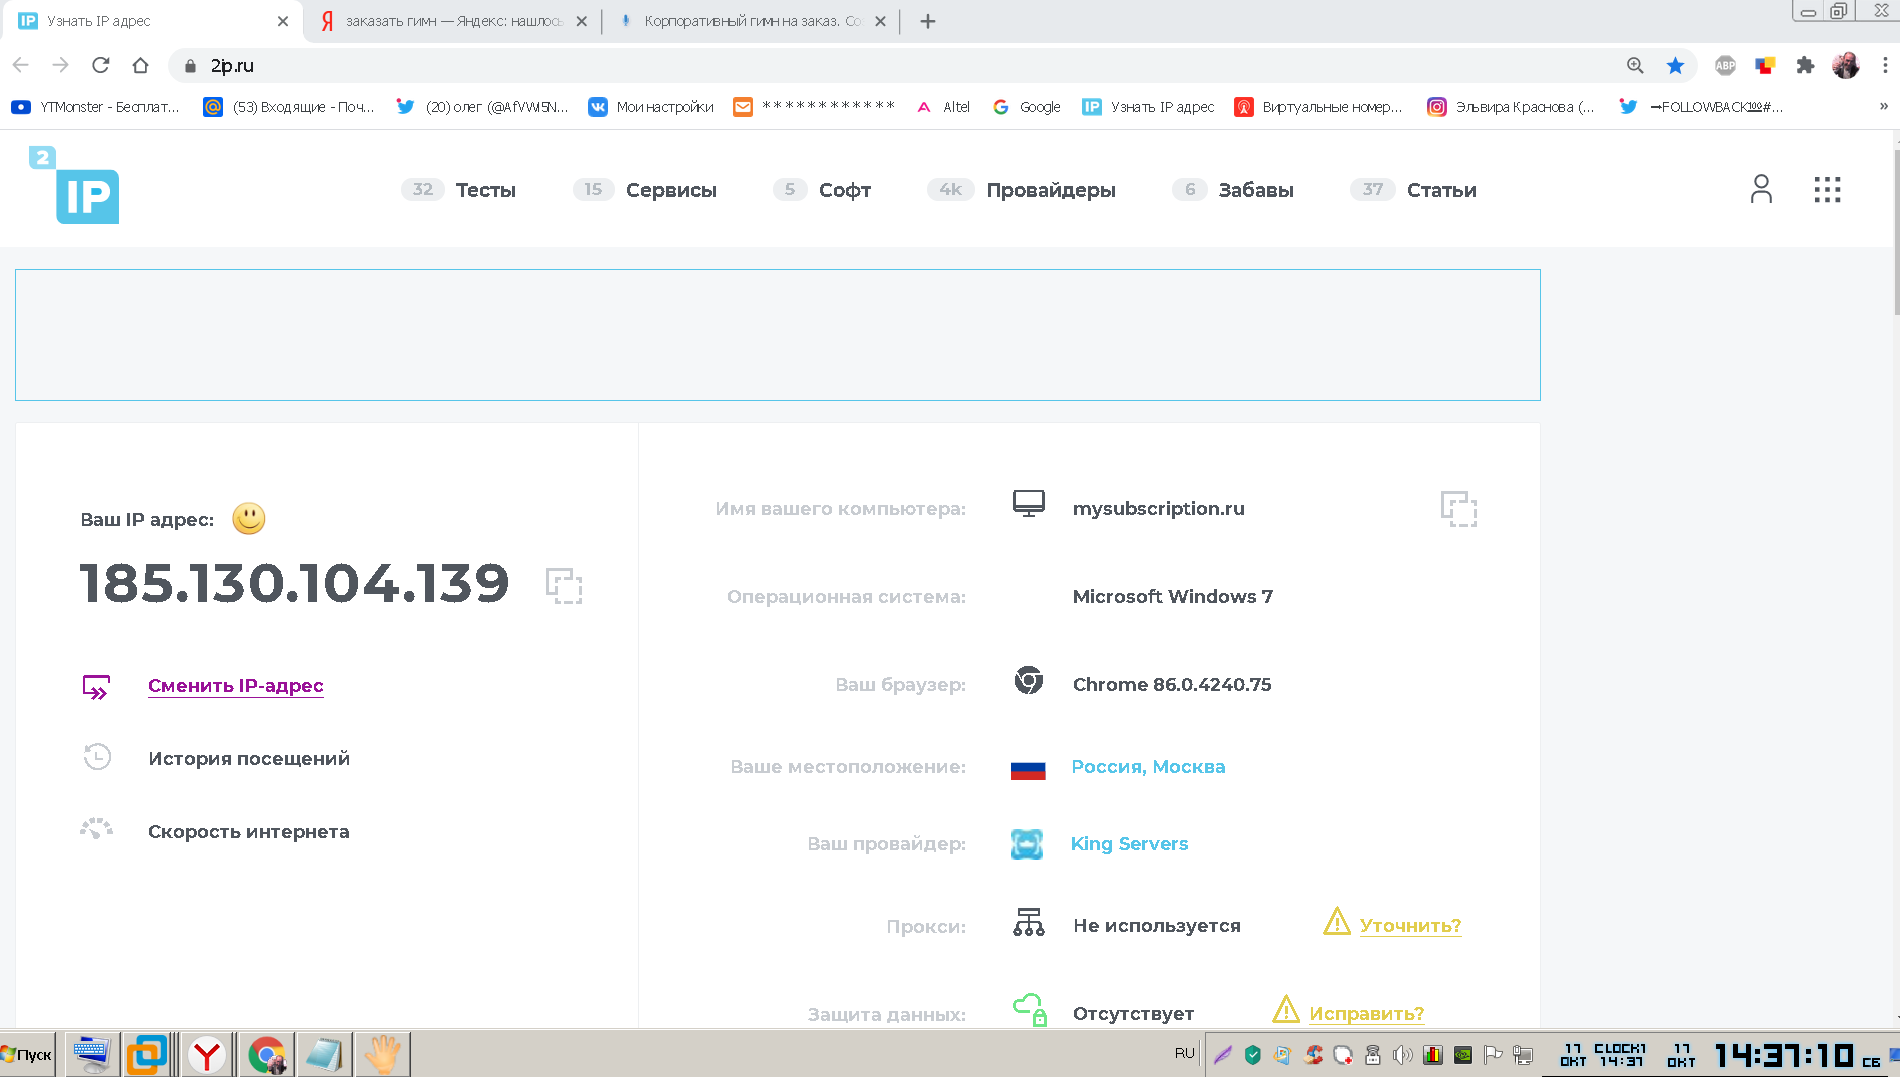 Узнать IP адрес
заказать гимн — Яндекс: нашлось
Корпоративный гимн на заказ. Со
2ip.ru
ABP
YTMonster - Бесплат...
(53) Входящие - Поч...
(20) олег (@AfVWI5N...
Мои настройки
* * * * * * * * * * * *
Altel
Google
Узнать IP адрес
Виртуальные номер...
Эльвира Краснова (...
➞FOLLOWBACK💯#...
»
2 IP
32 Тесты
15 Сервисы
5 Софт
4k Провайдеры
6 Забавы
37 Статьи
Ваш IP адрес:
185.130.104.139
Сменить IP-адрес
История посещений
Скорость интернета
Имя вашего компьютера: mysubscription.ru
Операционная система: Microsoft Windows 7
Ваш браузер: Chrome 86.0.4240.75
Ваше местоположение: Россия, Москва
Ваш провайдер: King Servers
Прокси: Не используется Уточнить?
Защита данных: Отсутствует Исправить?
Пуск
RU
17 ОКТ
CLOCK1 14:37
17 ОКТ
14:37:10 СБ